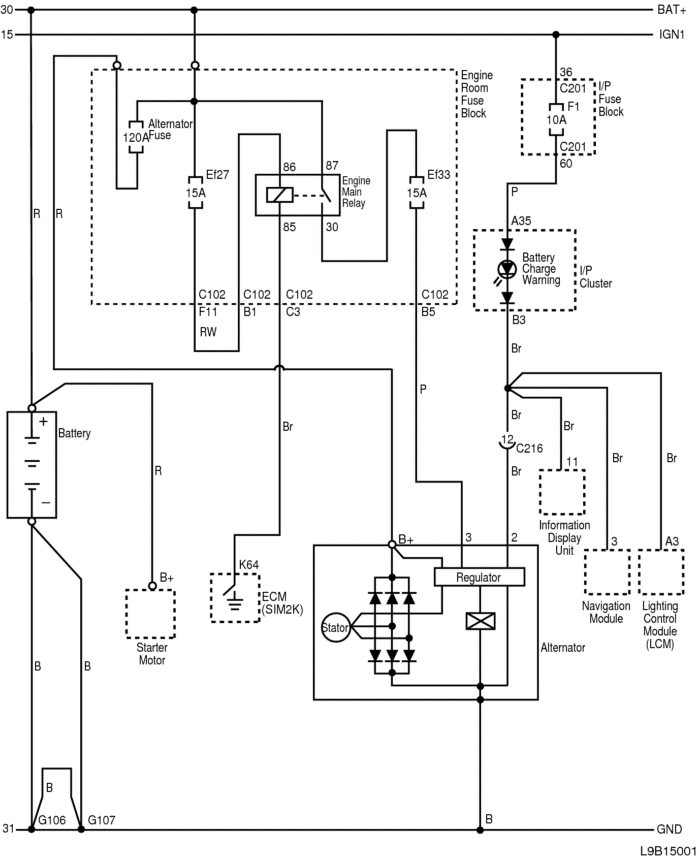 30
BAT+
15
IGN1
36
C201
I/P
Fuse
Block
F1
10A
C201
60
Engine
Room
Fuse
Block
Alternator
Fuse
120A
Ef27
15A
86
87
Engine
Main
Relay
85
30
Ef33
15A
P
A35
Battery
Charge
Warning
I/P
Cluster
R
R
C102
C102
C102
C102
F11
B1
C3
B5
RW
B3
Br
P
Br
Br
12
C216
Br
Br
Br
Br
+
Battery
–
R
11
Information
Display
Unit
3
Navigation
Module
A3
Lighting
Control
Module
(LCM)
B+
3
2
Regulator
Stator
Alternator
K64
ECM
(SIM2K)
B+
Starter
Motor
B
B
B
G106
G107
B
31
GND
L9B15001